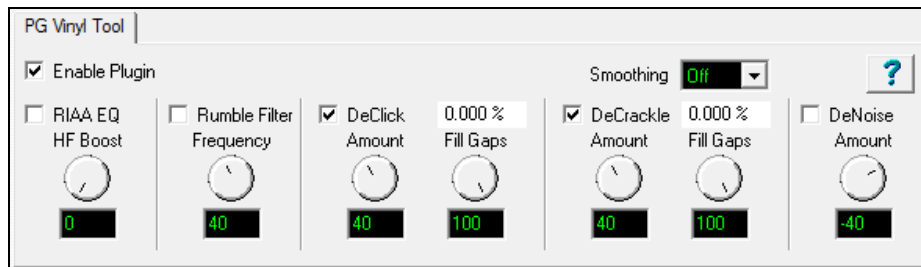 PG Vinyl Tool
Enable Plugin Smoothing Off ?
RIAA EQ Rumble Filter DeClick 0.000 % DeCrackle 0.000 % DeNoise
HF Boost Frequency Amount Fill Gaps Amount Fill Gaps Amount
0 40 40 100 40 100 -40